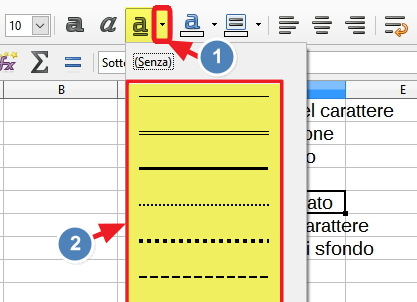 10 a a a a
1
fx Σ = Sotto
(Senza)
B E
el carattere
one
o
ato
arattere
i sfondo
2